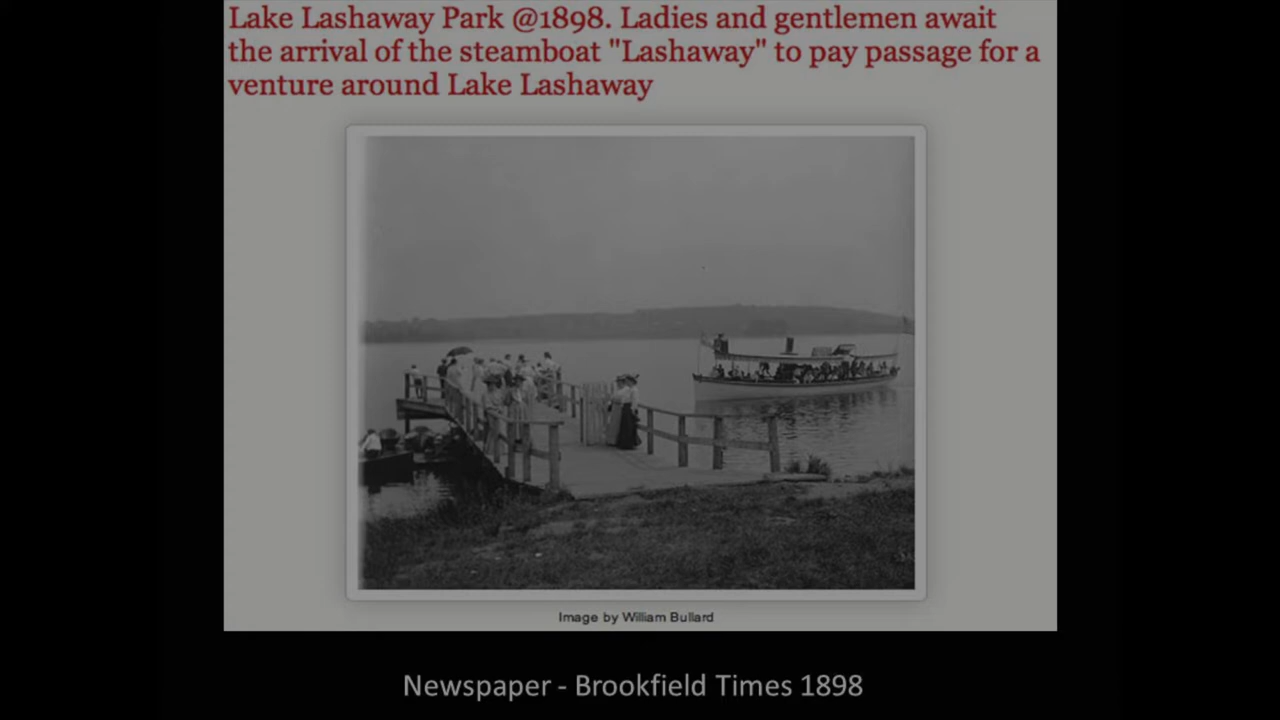 Lake Lashaway Park @1898. Ladies and gentlemen await
the arrival of the steamboat "Lashaway" to pay passage for a
venture around Lake Lashaway
Image by William Bullard
Newspaper - Brookfield Times 1898